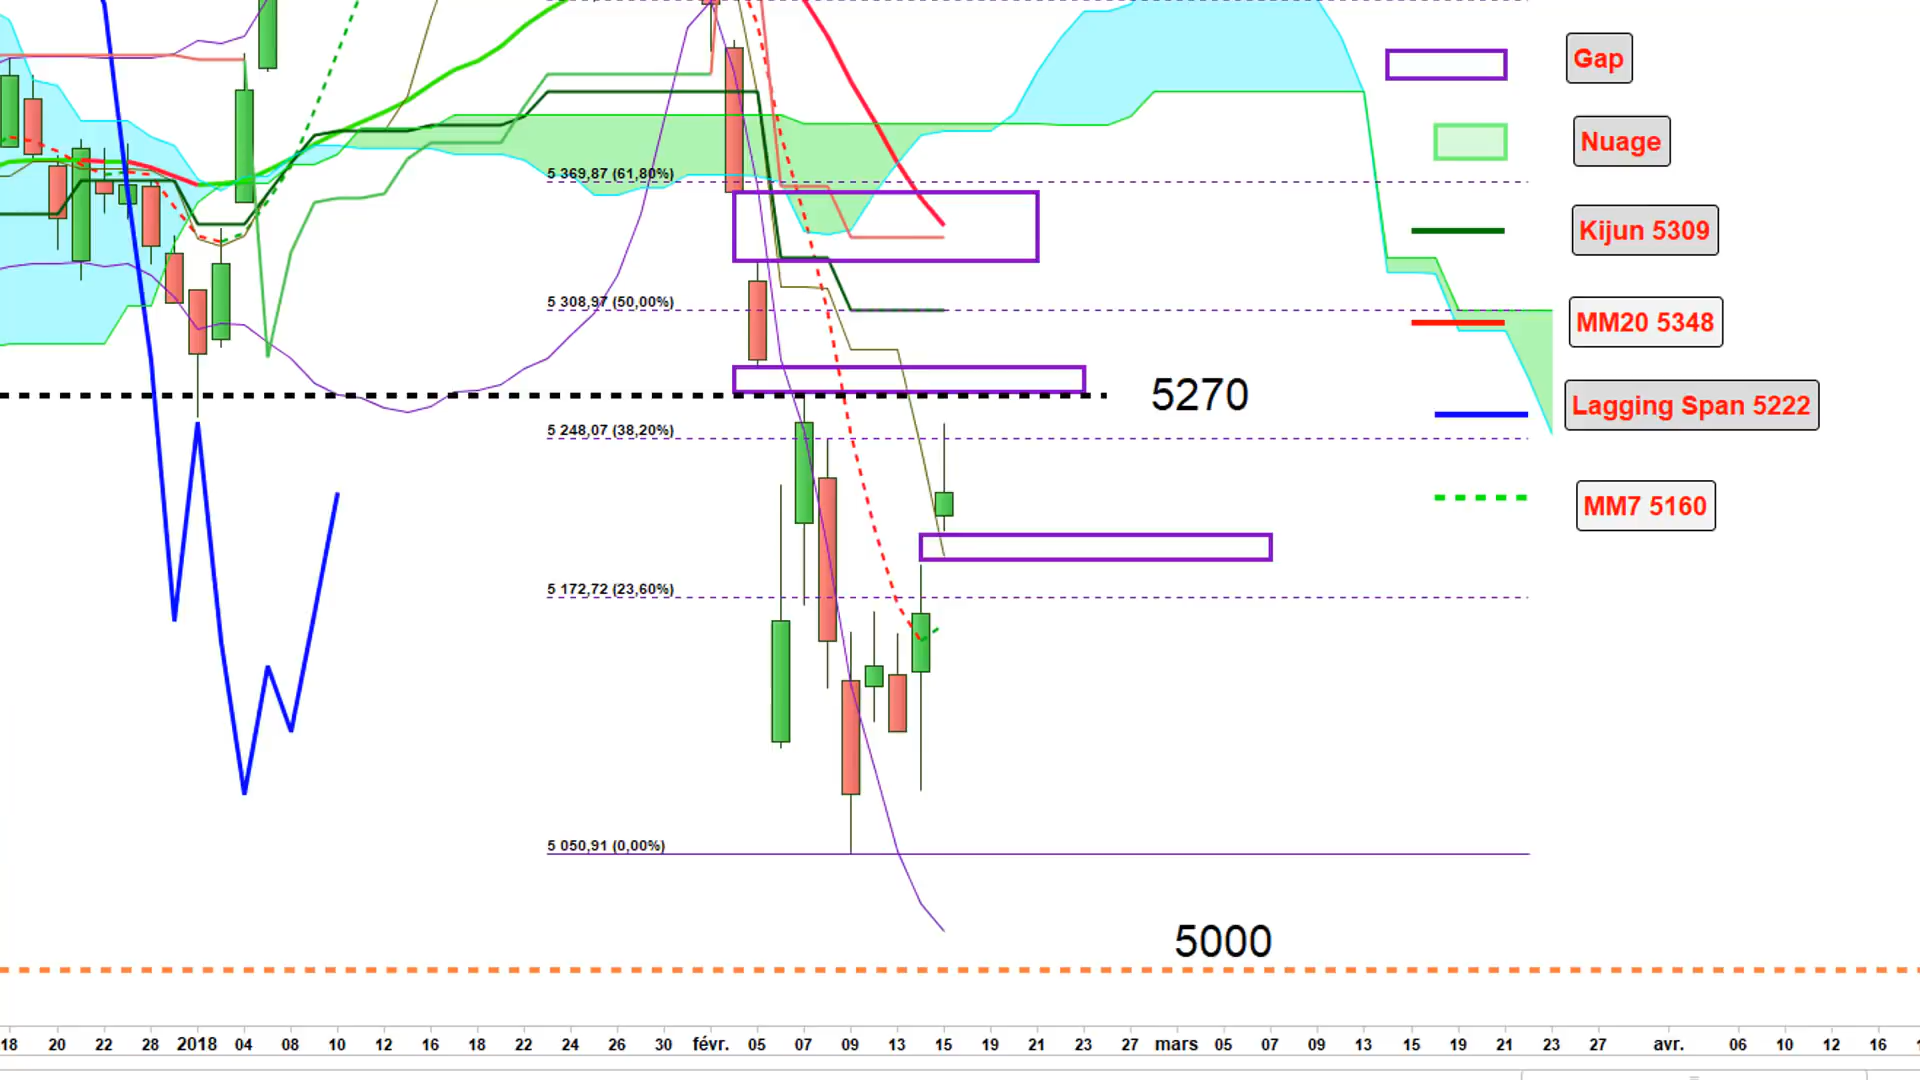 Gap
Nuage
5 369,87 (61,80%)
Kijun 5309
5 308,97 (50,00%)
MM20 5348
5270
Lagging Span 5222
5 248,07 (38,20%)
MM7 5160
5 172,72 (23,60%)
5 050,91 (0,00%)
5000
18 20 22 28 2018 04 08 10 12 16 18 22 24 26 30 févr. 05 07 09 13 15 19 21 23 27 mars 05 07 09 13 15 19 21 23 27 avr. 06 10 12 16